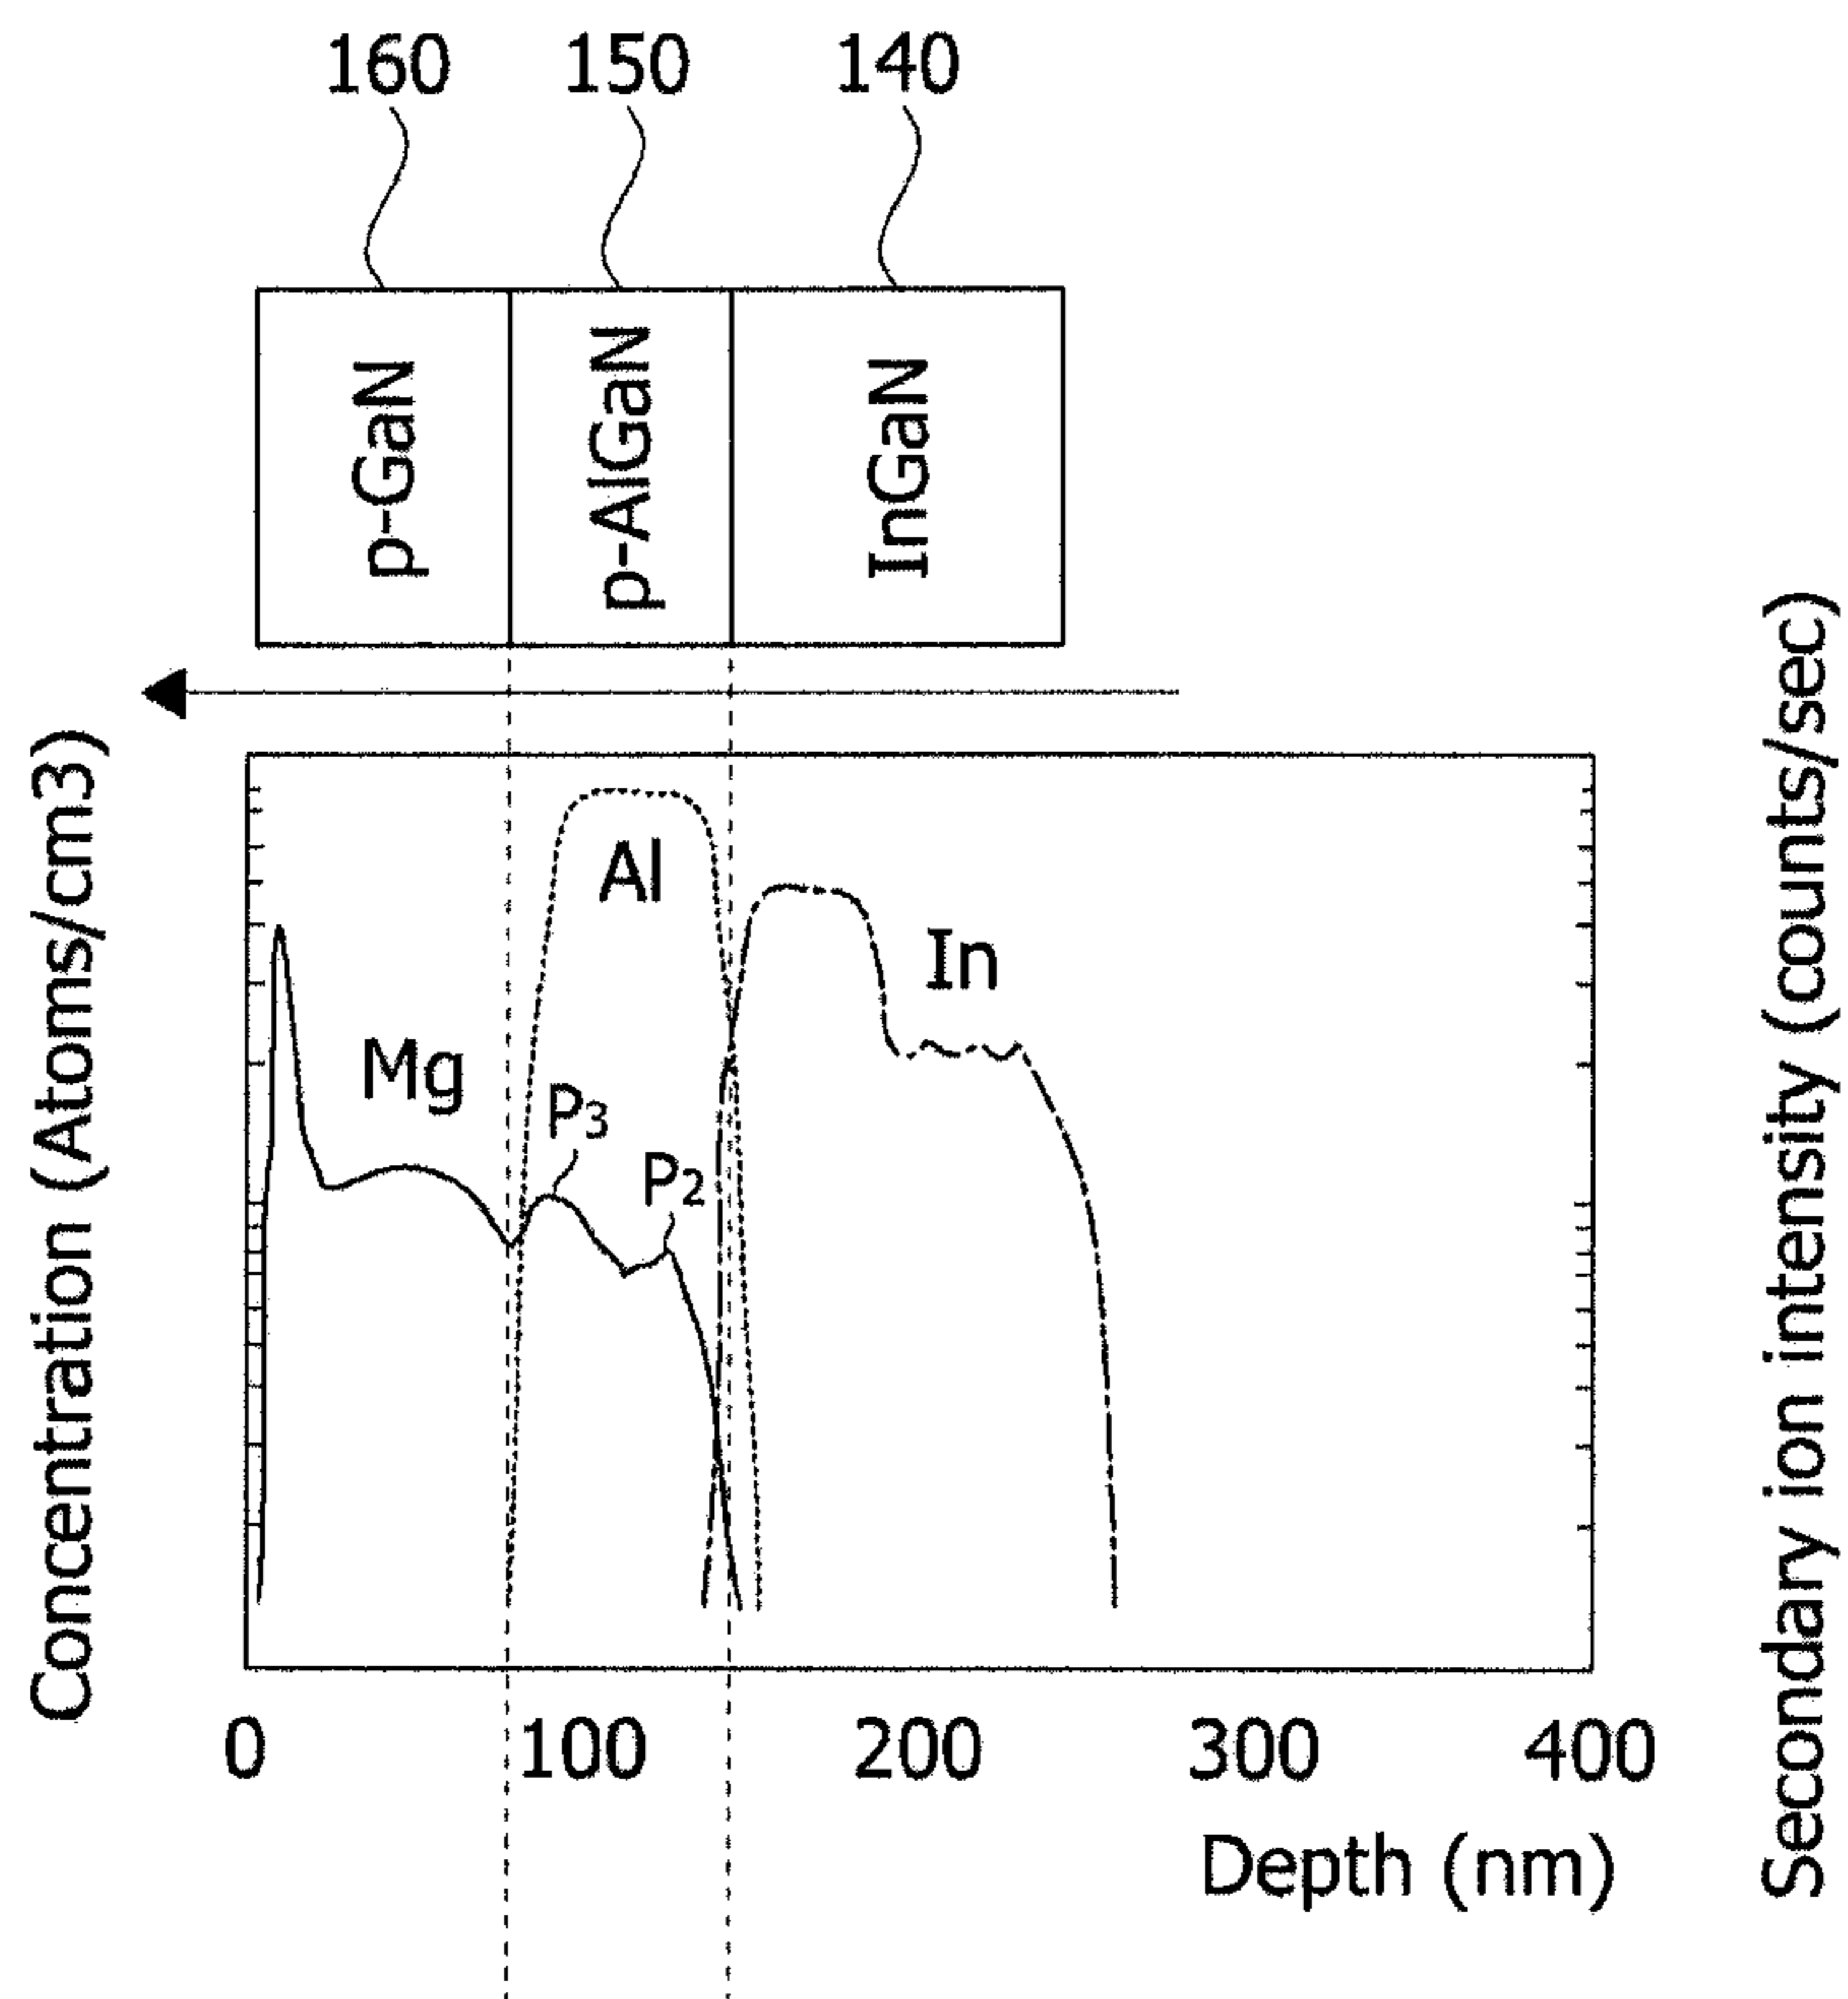 160 150 140
p-GaN
p-AlGaN
InGaN
Concentration (Atoms/cm3)
Secondary ion intensity (counts/sec)
Al
In
Mg
P3
P2
0 100 200 300 400
Depth (nm)